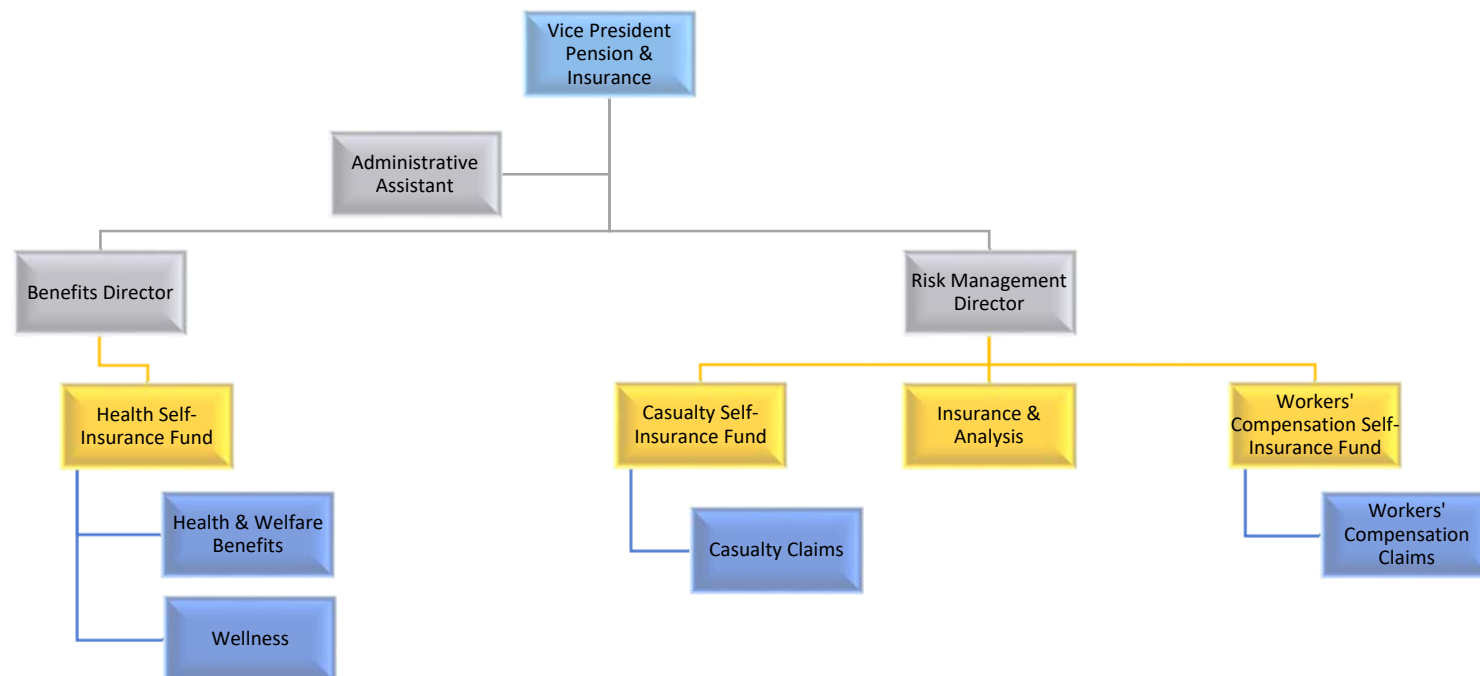 Vice President
Pension &
Insurance
Administrative
Assistant
Benefits Director
Risk Management
Director
Health Self-
Insurance Fund
Casualty Self-
Insurance Fund
Insurance &
Analysis
Workers'
Compensation Self-
Insurance Fund
Health & Welfare
Benefits
Casualty Claims
Workers'
Compensation
Claims
Wellness